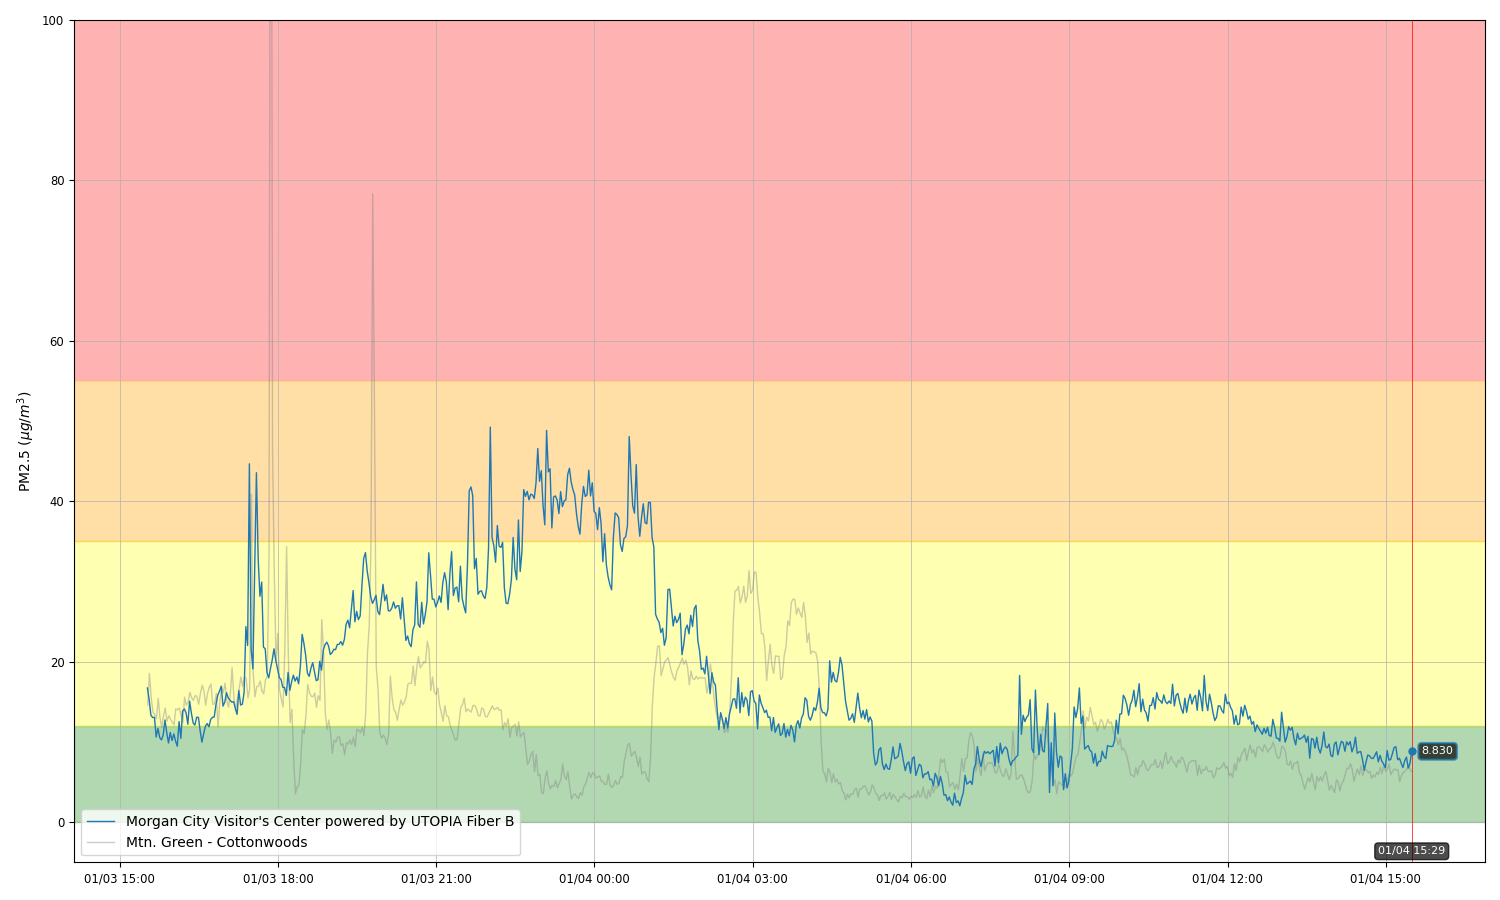 100
80
60
40
20
0
PM2.5 (μg/m³)
8.830
Morgan City Visitor's Center powered by UTOPIA Fiber B
Mtn. Green - Cottonwoods
01/04 15:29
01/03 15:00 01/03 18:00 01/03 21:00 01/04 00:00 01/04 03:00 01/04 06:00 01/04 09:00 01/04 12:00 01/04 15:00